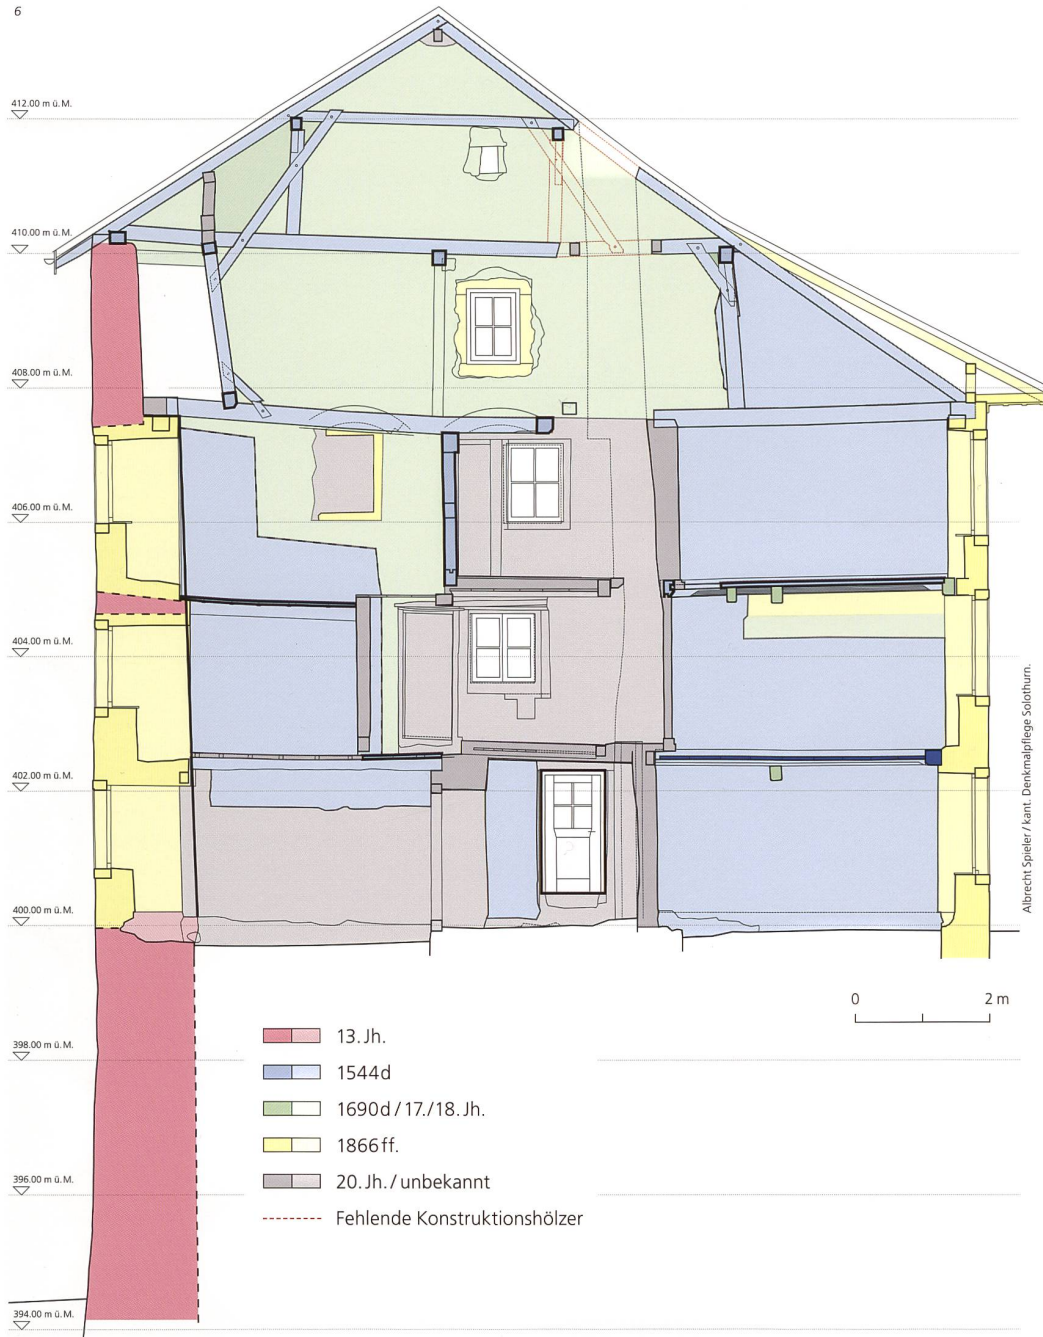 6
412.00 m ü. M.
410.00 m ü. M.
408.00 m ü. M.
406.00 m ü. M.
404.00 m ü. M.
402.00 m ü. M.
400.00 m ü. M.
398.00 m ü. M.
396.00 m ü. M.
394.00 m ü. M.
0 2 m
13. Jh.
1544d
1690d / 17./18. Jh.
1866 ff.
20. Jh. / unbekannt
Fehlende Konstruktionshölzer
Albrecht Spieler / kant. Denkmalpflege Solothurn.